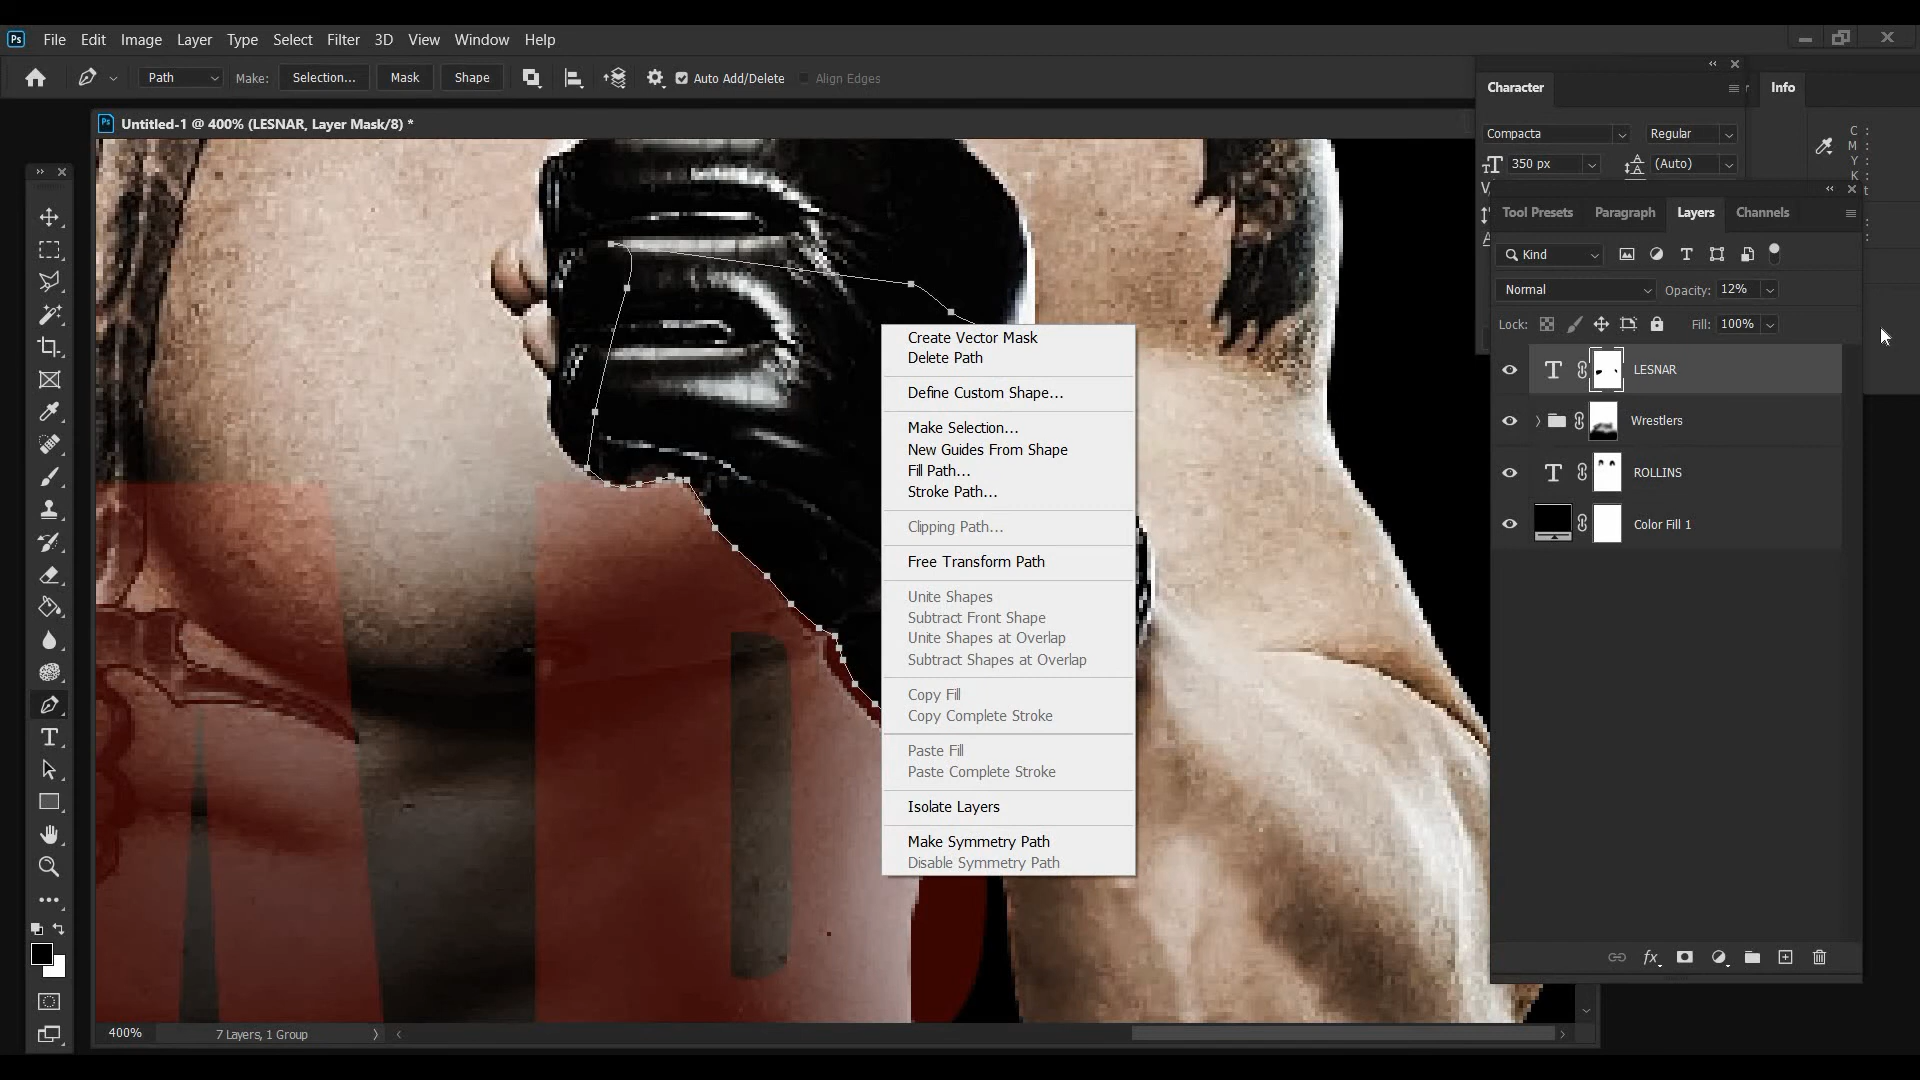 Ps File Edit Image Layer Type Select Filter 3D View Window Help
Path Make: Selection... Mask Shape Auto Add/Delete Align Edges
Character Info
Ps Untitled-1 @ 400% (LESNAR, Layer Mask/8) *
Compacta Regular
350 px (Auto)
C :
M :
Y :
K :
Tool Presets Paragraph Layers Channels
Kind
Normal Opacity: 12%
Lock: Fill: 100%
LESNAR
Wrestlers
ROLLINS
Color Fill 1
Create Vector Mask
Delete Path
Define Custom Shape...
Make Selection...
New Guides From Shape
Fill Path...
Stroke Path...
Clipping Path...
Free Transform Path
Unite Shapes
Subtract Front Shape
Unite Shapes at Overlap
Subtract Shapes at Overlap
Copy Fill
Copy Complete Stroke
Paste Fill
Paste Complete Stroke
Isolate Layers
Make Symmetry Path
Disable Symmetry Path
fx
400% 7 Layers, 1 Group